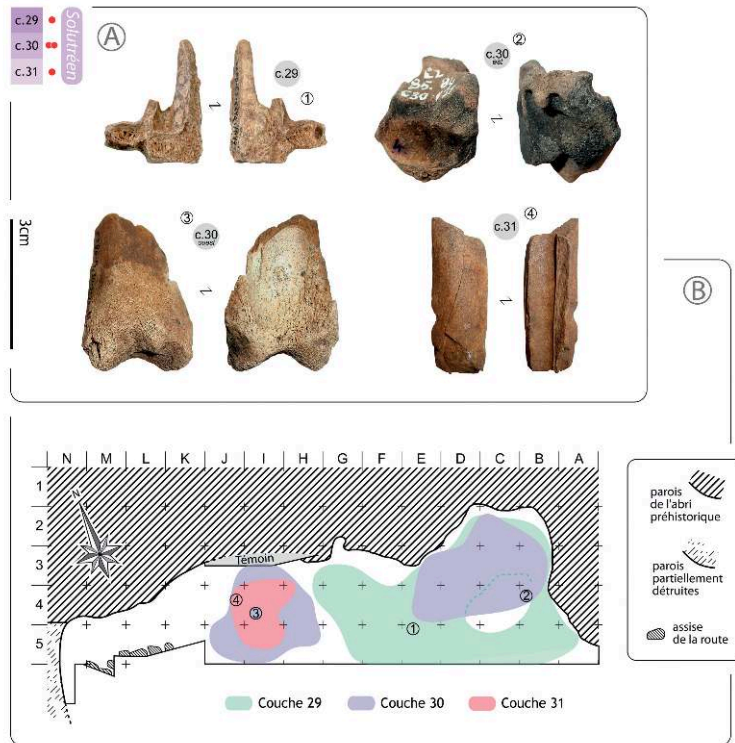 c.29
c.30
c.31
Solutréen
A
c.29
1
c.30
2
3
c.30
c.31
4
3cm
B
N M L K J I H G F E D C B A
1
2
3
4
5
N
Témoin
4
3
1
2
parois
de l'abri
préhistorique
parois
partiellement
détruites
assise
de la route
Couche 29
Couche 30
Couche 31